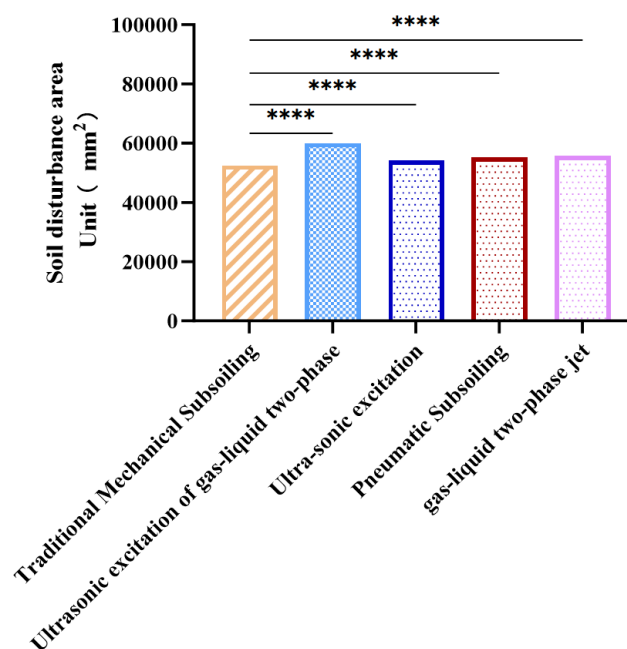 100000
80000
60000
40000
20000
0
Soil disturbance area
Unit ( mm²)
****
****
****
****
Traditional Mechanical Subsoiling
Ultrasonic excitation of gas-liquid two-phase
Ultra-sonic excitation
Pneumatic Subsoiling
gas-liquid two-phase jet